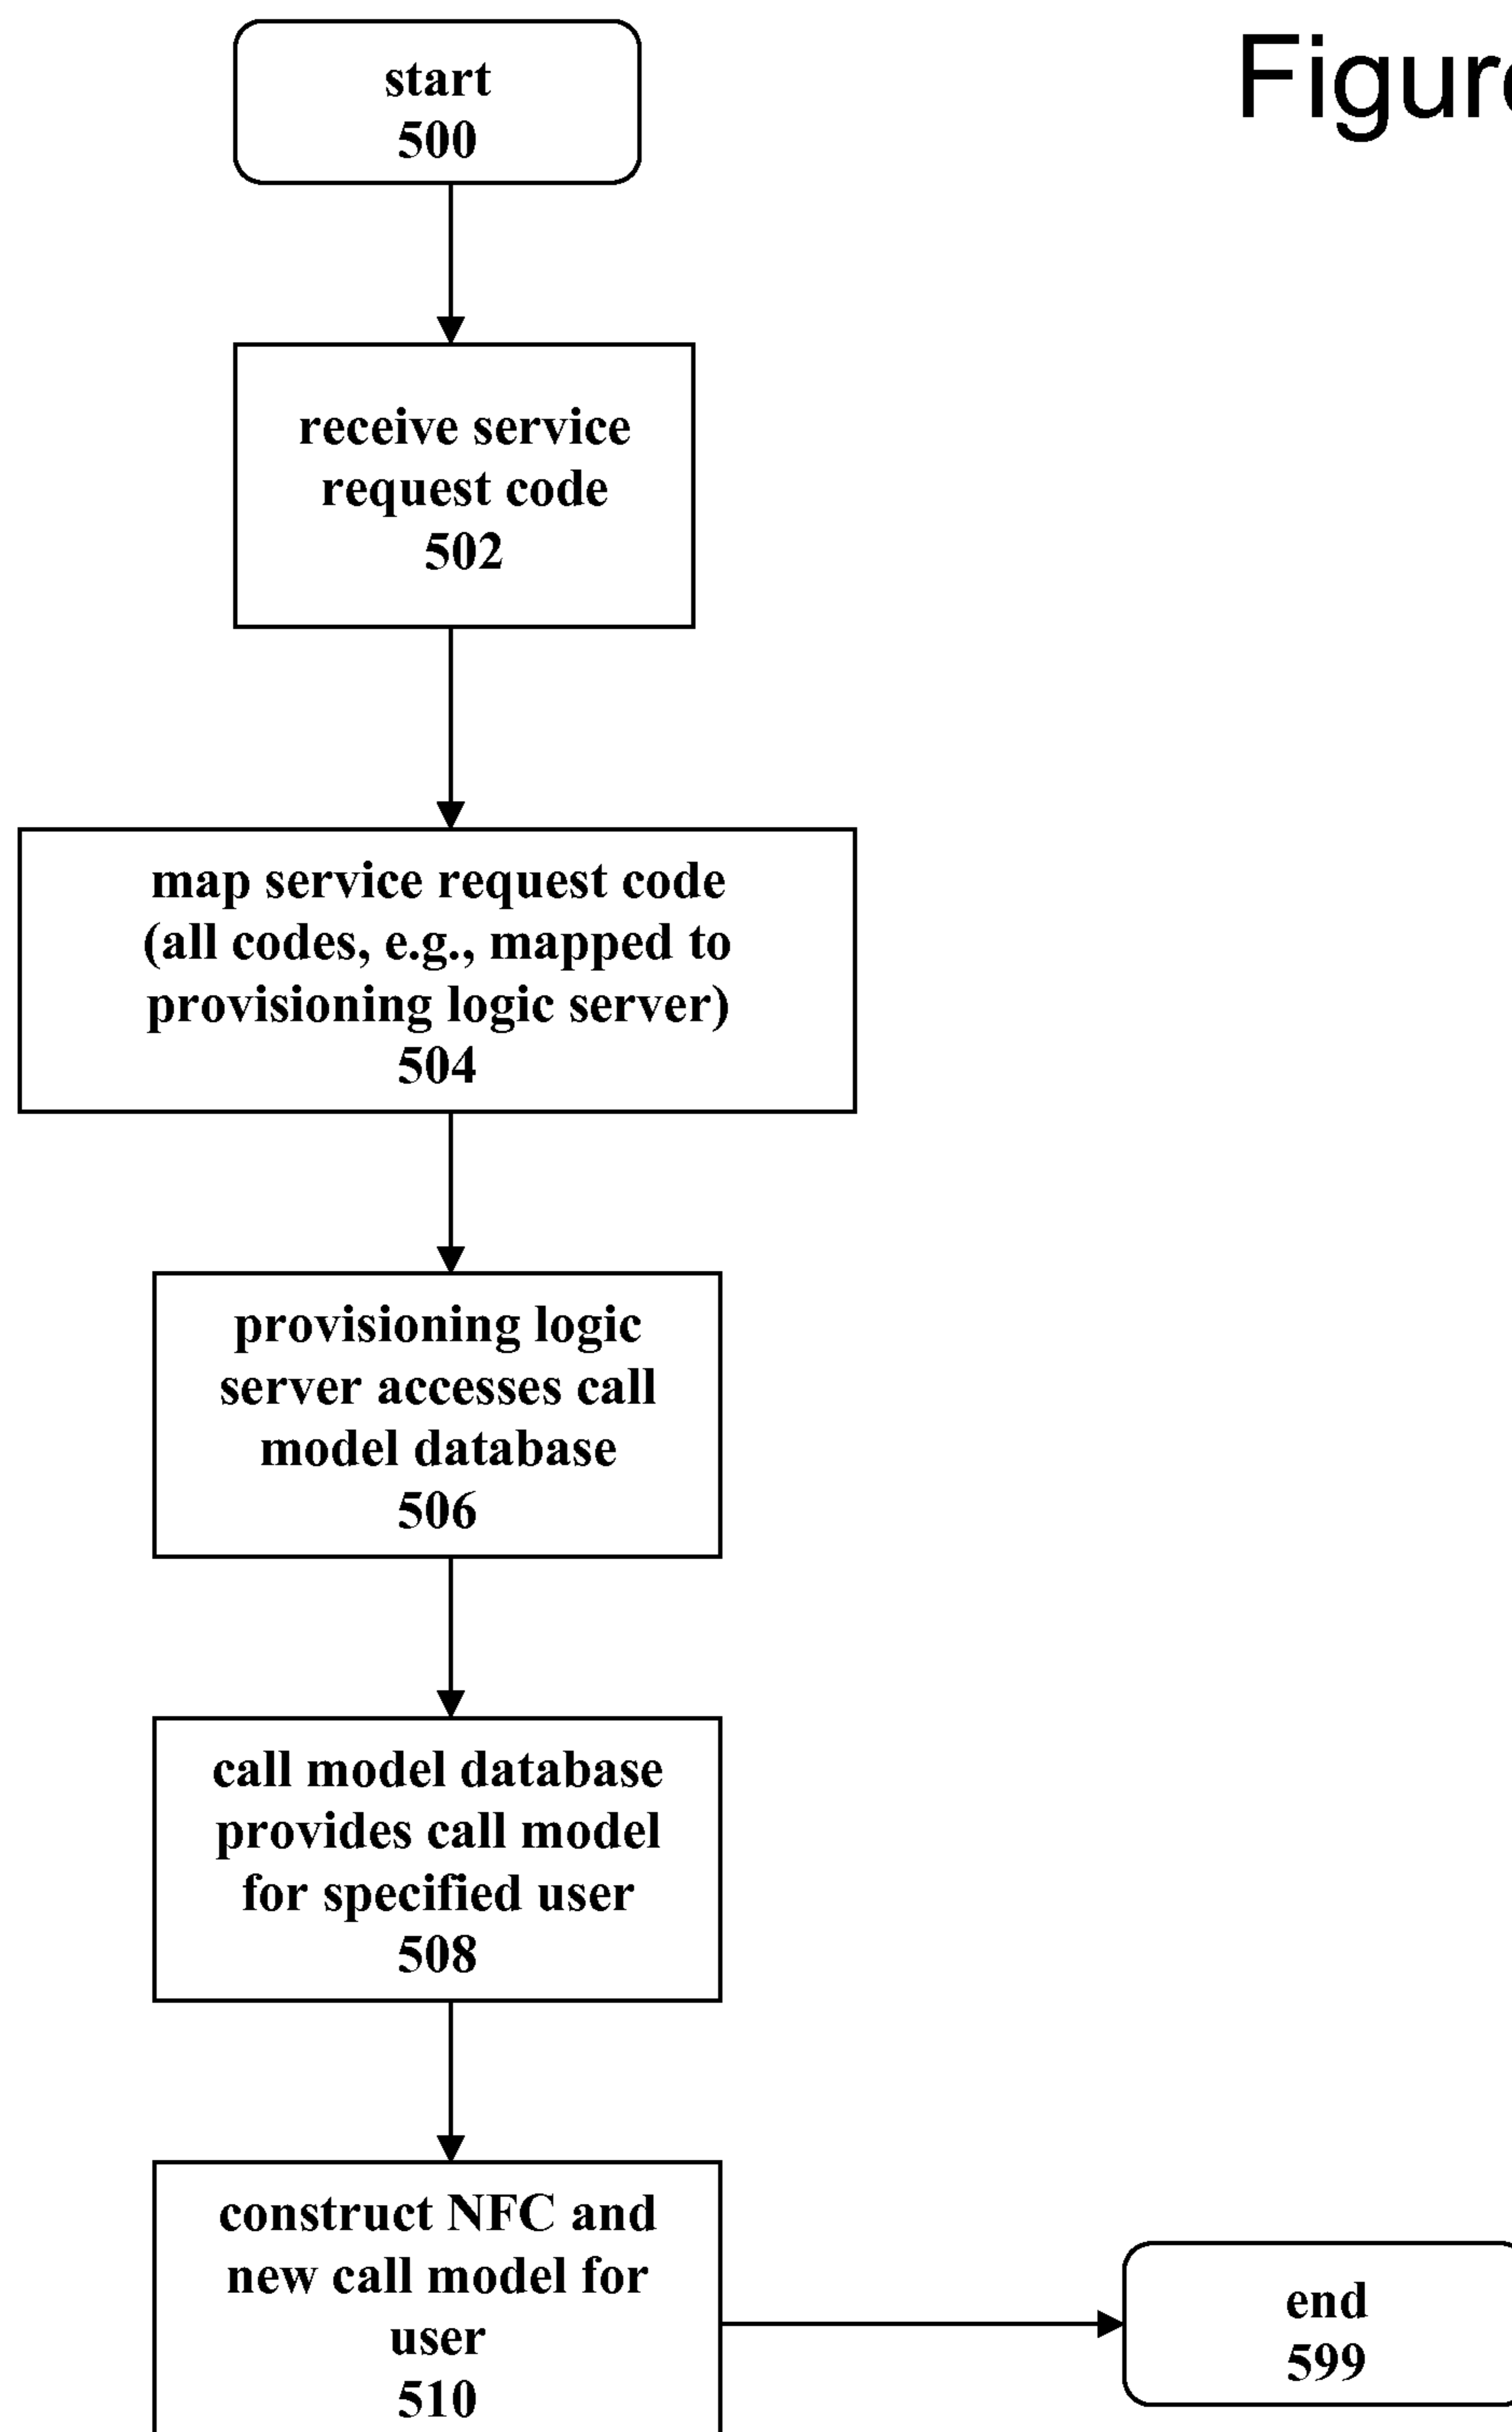 Figure
start
500
receive service
request code
502
map service request code
(all codes, e.g., mapped to
provisioning logic server)
504
provisioning logic
server accesses call
model database
506
call model database
provides call model
for specified user
508
construct NFC and
new call model for
user
510
end
599